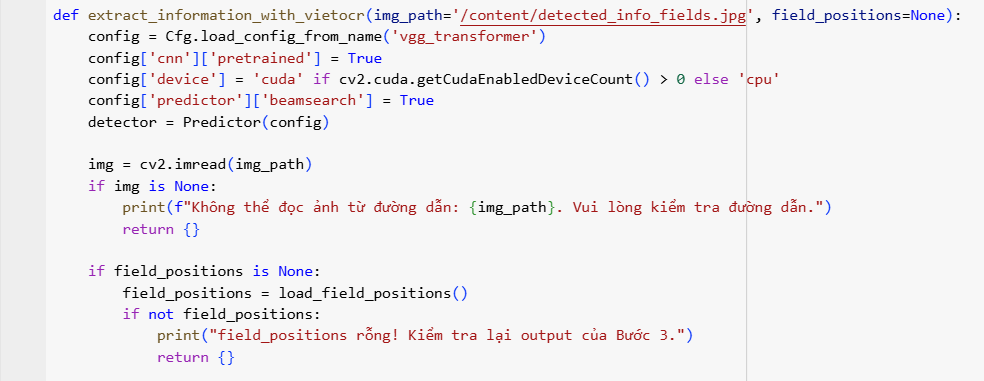 def extract_information_with_vietocr(img_path='/content/detected_info_fields.jpg', field_positions=None):
    config = Cfg.load_config_from_name('vgg_transformer')
    config['cnn']['pretrained'] = True
    config['device'] = 'cuda' if cv2.cuda.getCudaEnabledDeviceCount() > 0 else 'cpu'
    config['predictor']['beamsearch'] = True
    detector = Predictor(config)

    img = cv2.imread(img_path)
    if img is None:
        print(f"Không thể đọc ảnh từ đường dẫn: {img_path}. Vui lòng kiểm tra đường dẫn.")
        return {}

    if field_positions is None:
        field_positions = load_field_positions()
        if not field_positions:
            print("field_positions rỗng! Kiểm tra lại output của Bước 3.")
            return {}